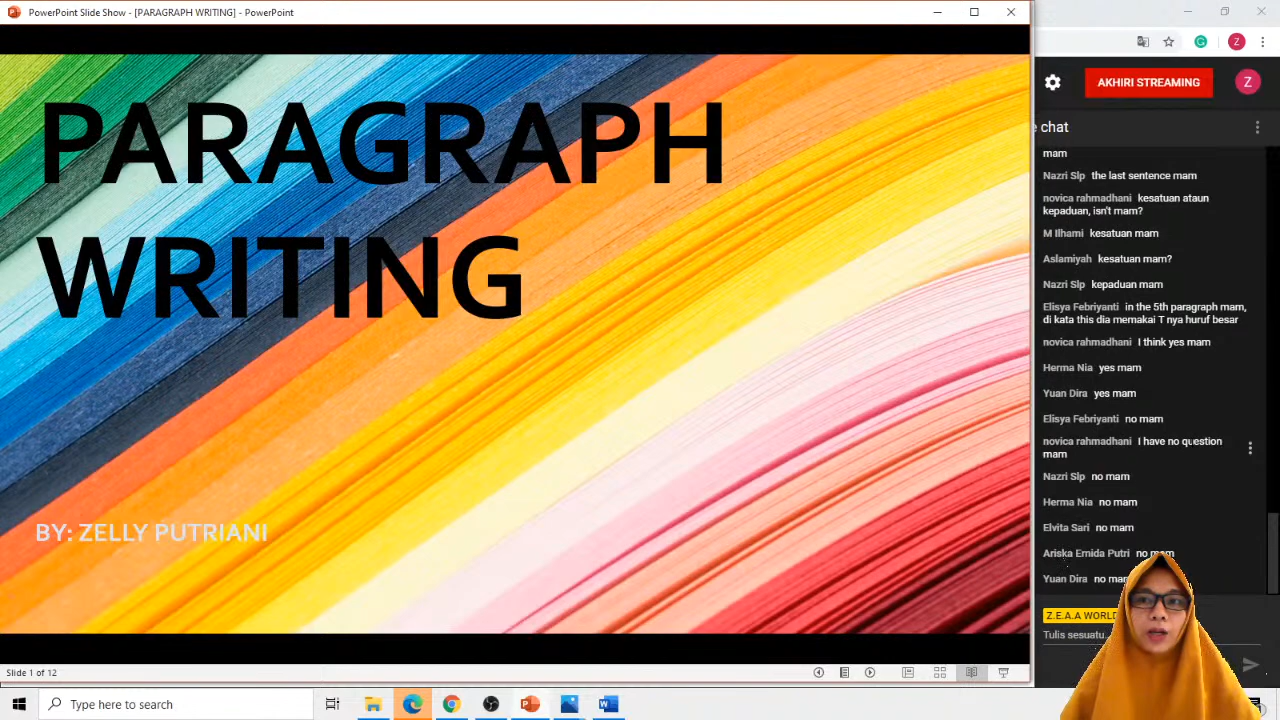 PowerPoint Slide Show - [PARAGRAPH WRITING] - PowerPoint
PARAGRAPH
WRITING
BY: ZELLY PUTRIANI
Slide 1 of 12
Type here to search
Z
AKHIRI STREAMING
Z
chat
mam
Nazri Slp the last sentence mam
novica rahmadhani kesatuan ataun
kepaduan, isn't mam?
M Ilhami kesatuan mam
Aslamiyah kesatuan mam?
Nazri Slp kepaduan mam
Elisya Febriyanti in the 5th paragraph mam,
di kata this dia memakai T nya huruf besar
novica rahmadhani I think yes mam
Herma Nia yes mam
Yuan Dira yes mam
Elisya Febriyanti no mam
novica rahmadhani I have no question
mam
Nazri Slp no mam
Herma Nia no mam
Elvita Sari no mam
Ariska Emida Putri no mam
Yuan Dira no mam
Z.E.A.A WORLD
Tulis sesuatu...